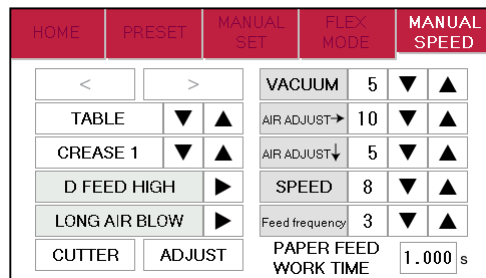 HOME PRESET MANUAL SET FLEX MODE MANUAL SPEED
< > VACUUM 5 ▼ ▲
TABLE ▼ ▲ AIR ADJUST→ 10 ▼ ▲
CREASE 1 ▼ ▲ AIR ADJUST↓ 5 ▼ ▲
D FEED HIGH ▶ SPEED 8 ▼ ▲
LONG AIR BLOW ▶ Feed frequency 3 ▼ ▲
CUTTER ADJUST PAPER FEED WORK TIME 1.000 s